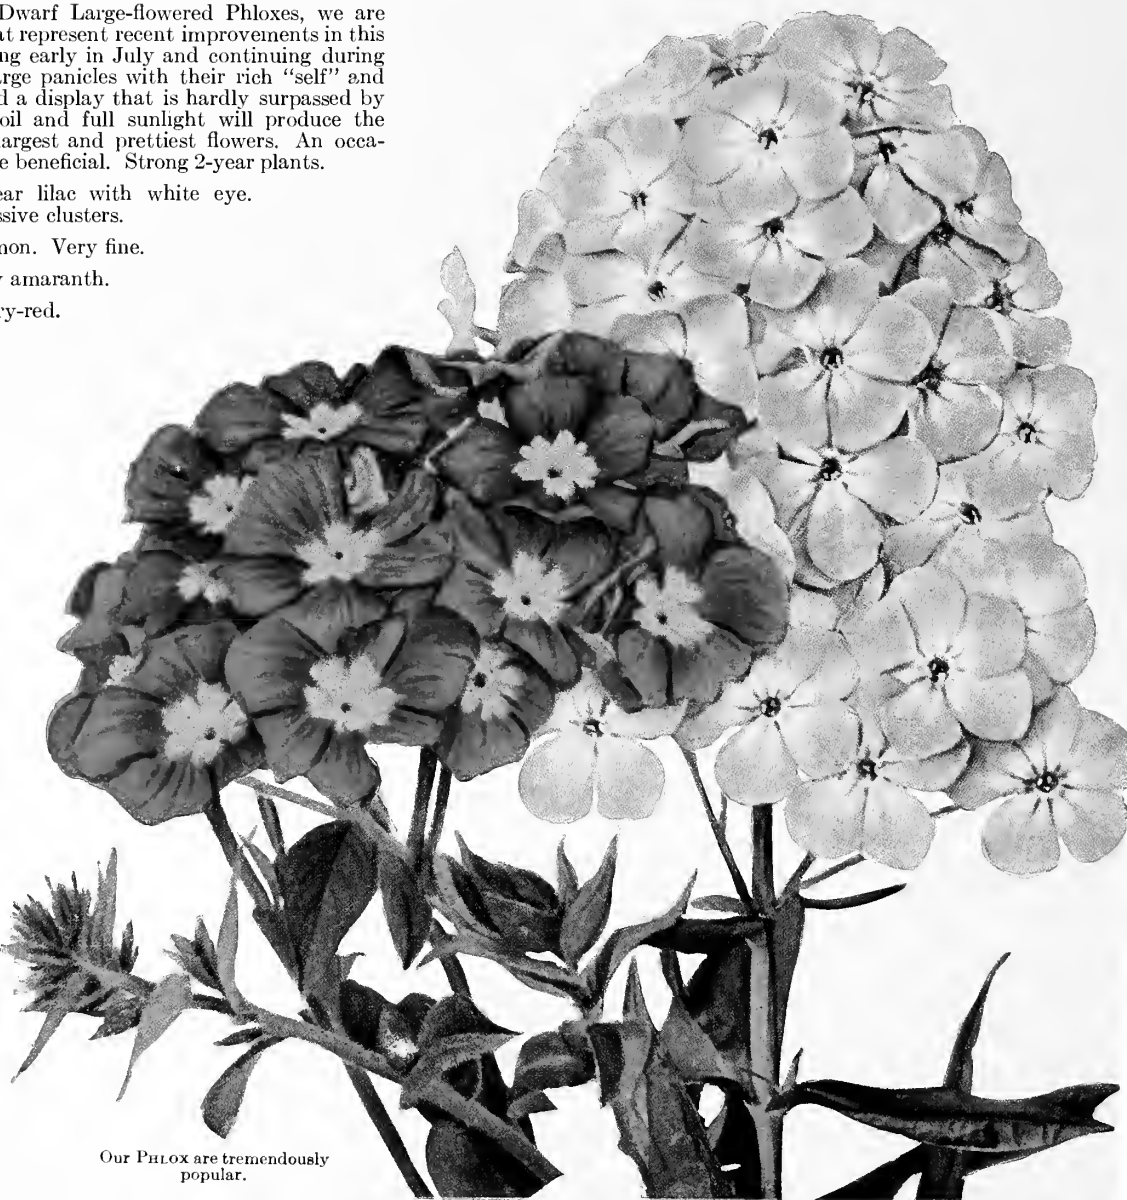 Dwarf Large-flowered Phloxes, we are
at represent recent improvements in this
ng early in July and continuing during
arge panicles with their rich “self” and
d a display that is hardly surpassed by
oil and full sunlight will produce the
argest and prettiest flowers. An occa-
e beneficial. Strong 2-year plants.
ear lilac with white eye.
ssive clusters.
non. Very fine.
y amaranth.
ry-red.
Our PHLOX are tremendously
popular.